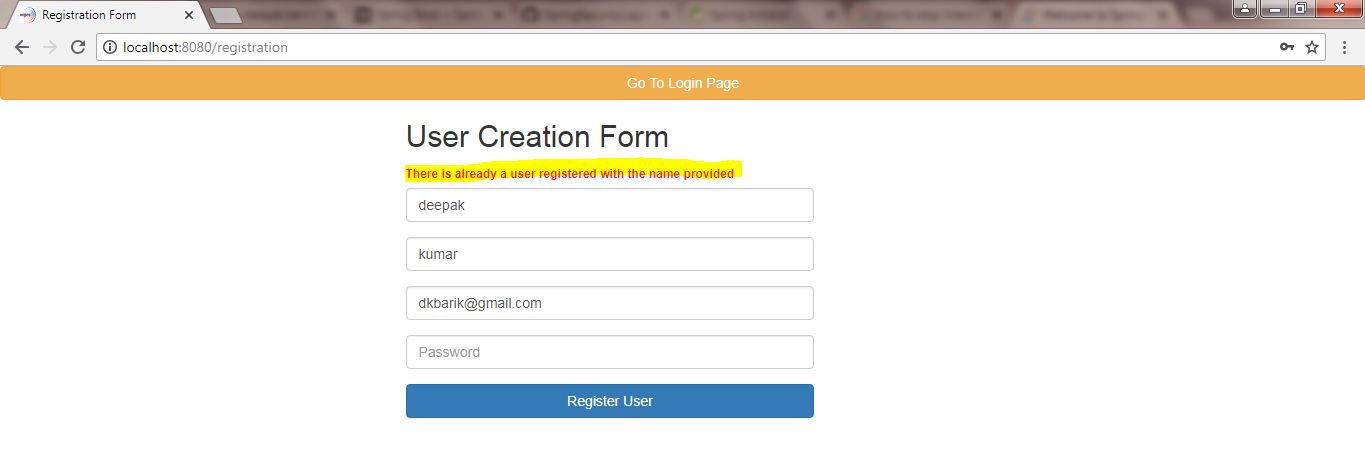 Registration Form
localhost:8080/registration
Go To Login Page
User Creation Form
There is already a user registered with the name provided
deepak
kumar
dkbarik@gmail.com
Password
Register User